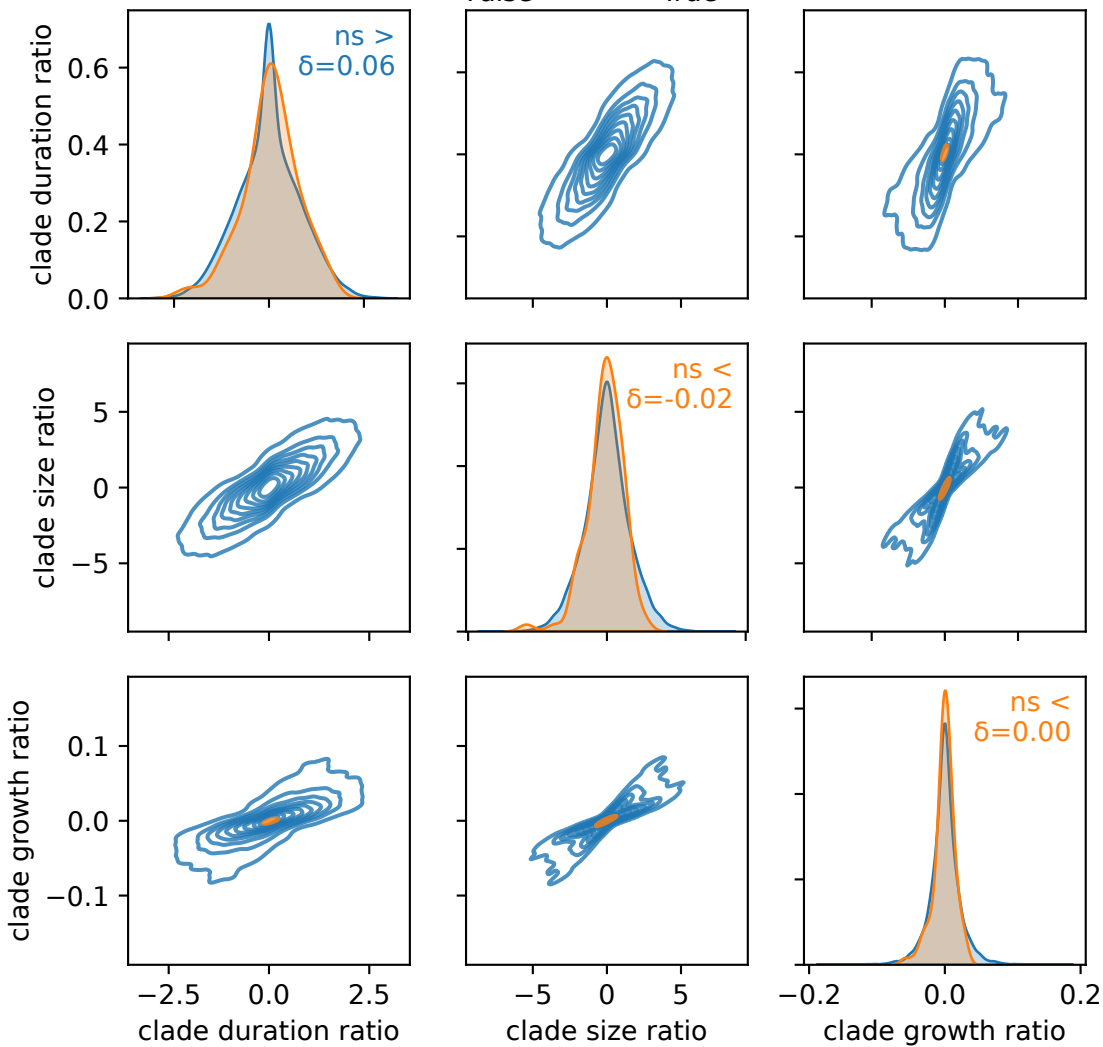 clade duration ratio
0.6
0.4
0.2
0.0
ns >
δ=0.06
clade size ratio
5
0
−5
ns <
δ=-0.02
clade growth ratio
0.1
0.0
−0.1
ns <
δ=0.00
−2.5 0.0 2.5
clade duration ratio
−5 0 5
clade size ratio
−0.2 0.0 0.2
clade growth ratio